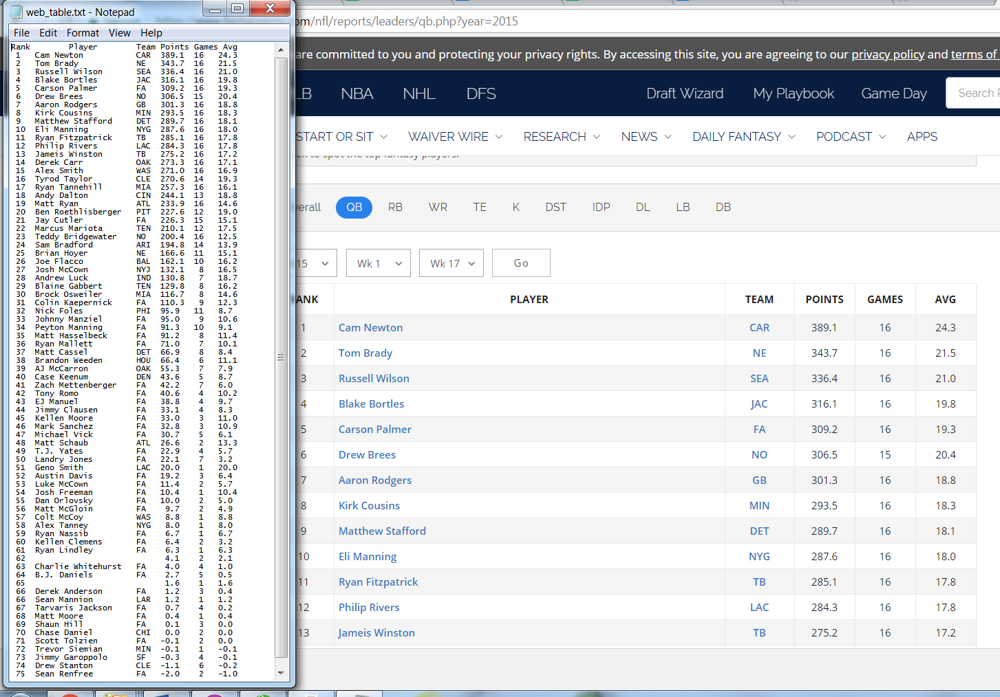 web_table.txt - Notepad
File Edit Format View Help
Rank Player Team Points Games Avg
1 Cam Newton CAR 389.1 16 24.3
2 Tom Brady NE 343.7 16 21.5
3 Russell Wilson SEA 336.4 16 21.0
4 Blake Bortles JAC 316.1 16 19.8
5 Carson Palmer FA 309.2 16 19.3
6 Drew Brees NO 306.5 15 20.4
7 Aaron Rodgers GB 301.3 16 18.8
8 Kirk Cousins MIN 293.5 16 18.3
9 Matthew Stafford DET 289.7 16 18.1
10 Eli Manning NYG 287.6 16 18.0
11 Ryan Fitzpatrick TB 285.1 16 17.8
12 Philip Rivers LAC 284.3 16 17.8
13 Jameis Winston TB 275.2 16 17.2
14 Derek Carr OAK 273.3 16 17.1
15 Alex Smith WAS 271.0 16 16.9
16 Tyrod Taylor CLE 270.6 14 19.3
17 Ryan Tannehill MIA 257.3 16 16.1
18 Andy Dalton CIN 244.1 13 18.8
19 Matt Ryan ATL 233.9 16 14.6
20 Ben Roethlisberger PIT 227.6 12 19.0
21 Jay Cutler FA 226.3 15 15.1
22 Marcus Mariota TEN 210.1 12 17.5
23 Teddy Bridgewater NO 200.4 16 12.5
24 Sam Bradford ARI 194.8 14 13.9
25 Brian Hoyer NE 166.6 11 15.1
26 Joe Flacco BAL 162.1 10 16.2
27 Josh McCown NYJ 132.1 8 16.5
28 Andrew Luck IND 130.8 7 18.7
29 Blaine Gabbert TEN 129.8 8 16.2
30 Brock Osweiler MIA 116.7 8 14.6
31 Colin Kaepernick FA 110.3 9 12.3
32 Nick Foles PHI 95.9 11 8.7
33 Johnny Manziel FA 95.0 9 10.6
34 Peyton Manning FA 91.3 10 9.1
35 Matt Hasselbeck FA 91.2 8 11.4
36 Ryan Mallett FA 71.0 7 10.1
37 Matt Cassel DET 66.9 8 8.4
38 Brandon Weeden HOU 66.4 6 11.1
39 AJ McCarron OAK 55.3 7 7.9
40 Case Keenum DEN 43.6 5 8.7
41 Zach Mettenberger FA 42.2 7 6.0
42 Tony Romo FA 40.6 4 10.2
43 EJ Manuel FA 38.8 4 9.7
44 Jimmy Clausen FA 33.1 4 8.3
45 Kellen Moore FA 33.0 3 11.0
46 Mark Sanchez FA 32.8 3 10.9
47 Michael Vick FA 30.7 5 6.1
48 Matt Schaub ATL 26.6 2 13.3
49 T.J. Yates FA 22.9 4 5.7
50 Landry Jones FA 22.1 7 3.2
51 Geno Smith LAC 20.0 1 20.0
52 Austin Davis FA 19.2 3 6.4
53 Luke McCown FA 11.4 2 5.7
54 Josh Freeman FA 10.4 1 10.4
55 Dan Orlovsky FA 10.0 2 5.0
56 Matt McGloin FA 9.7 2 4.9
57 Colt McCoy WAS 8.8 1 8.8
58 Alex Tanney NYG 8.0 1 8.0
59 Ryan Nassib FA 6.7 1 6.7
60 Kellen Clemens FA 6.4 2 3.2
61 Ryan Lindley FA 6.3 1 6.3
62 4.1 2 2.1
63 Charlie Whitehurst FA 4.0 4 1.0
64 B.J. Daniels FA 2.7 5 0.5
65 1.6 1 1.6
66 Derek Anderson FA 1.2 3 0.4
66 Sean Mannion LAR 1.2 1 1.2
67 Tarvaris Jackson FA 0.7 4 0.2
68 Matt Moore FA 0.4 1 0.4
69 Shaun Hill FA 0.1 3 0.0
70 Chase Daniel CHI 0.0 2 0.0
71 Scott Tolzien FA -0.1 2 0.0
72 Trevor Siemian MIN -0.1 1 -0.1
73 Jimmy Garoppolo SF -0.3 4 -0.1
74 Drew Stanton CLE -1.1 6 -0.2
75 Sean Renfree FA -2.0 2 -1.0
om/nfl/reports/leaders/qb.php?year=2015
are committed to you and protecting your privacy rights. By accessing this site, you are agreeing to our privacy policy and terms of
LB NBA NHL DFS Draft Wizard My Playbook Game Day Search
START OR SIT WAIVER WIRE RESEARCH NEWS DAILY FANTASY PODCAST APPS
to spot the top fantasy players.
verall QB RB WR TE K DST IDP DL LB DB
15 Wk 1 Wk 17 Go
ANK PLAYER TEAM POINTS GAMES AVG
1 Cam Newton CAR 389.1 16 24.3
2 Tom Brady NE 343.7 16 21.5
3 Russell Wilson SEA 336.4 16 21.0
4 Blake Bortles JAC 316.1 16 19.8
5 Carson Palmer FA 309.2 16 19.3
6 Drew Brees NO 306.5 15 20.4
7 Aaron Rodgers GB 301.3 16 18.8
8 Kirk Cousins MIN 293.5 16 18.3
9 Matthew Stafford DET 289.7 16 18.1
10 Eli Manning NYG 287.6 16 18.0
11 Ryan Fitzpatrick TB 285.1 16 17.8
12 Philip Rivers LAC 284.3 16 17.8
13 Jameis Winston TB 275.2 16 17.2